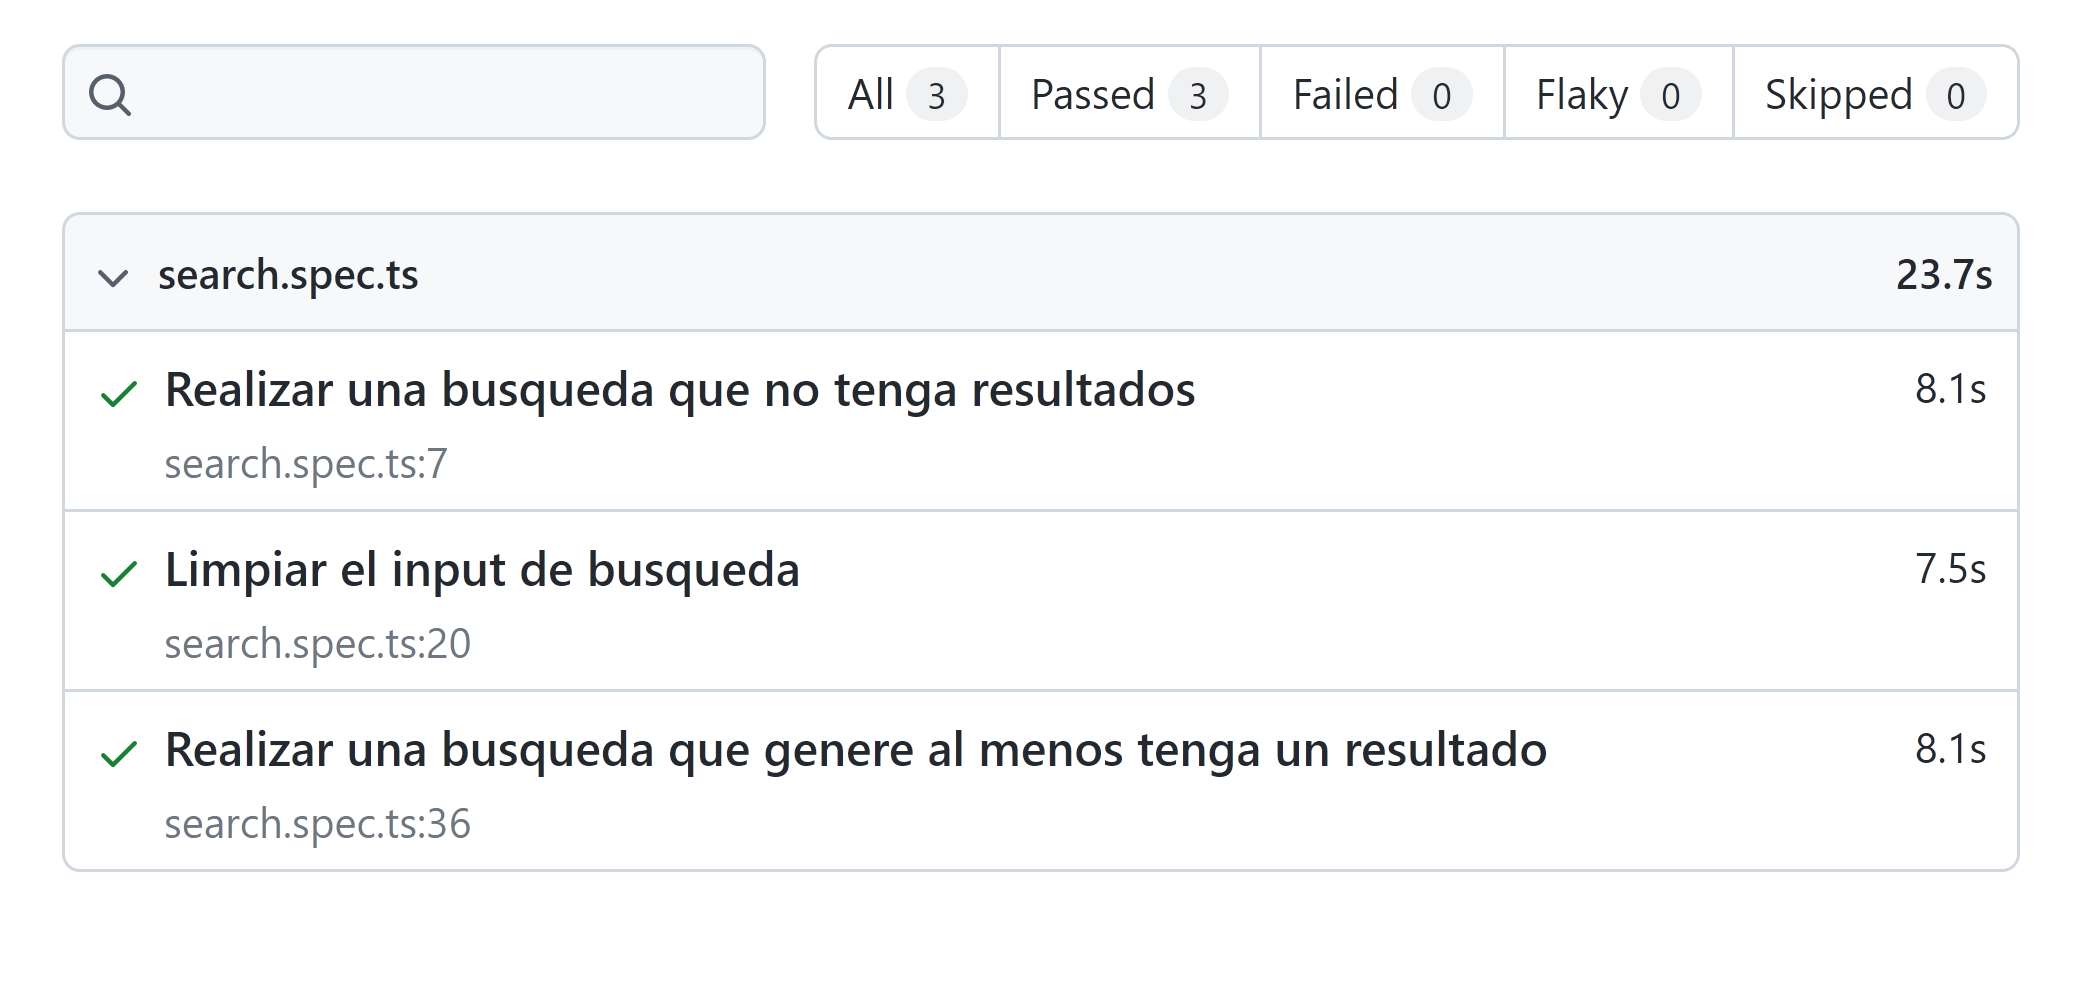 All 3 Passed 3 Failed 0 Flaky 0 Skipped 0
search.spec.ts 23.7s
Realizar una busqueda que no tenga resultados 8.1s
search.spec.ts:7
Limpiar el input de busqueda 7.5s
search.spec.ts:20
Realizar una busqueda que genere al menos tenga un resultado 8.1s
search.spec.ts:36